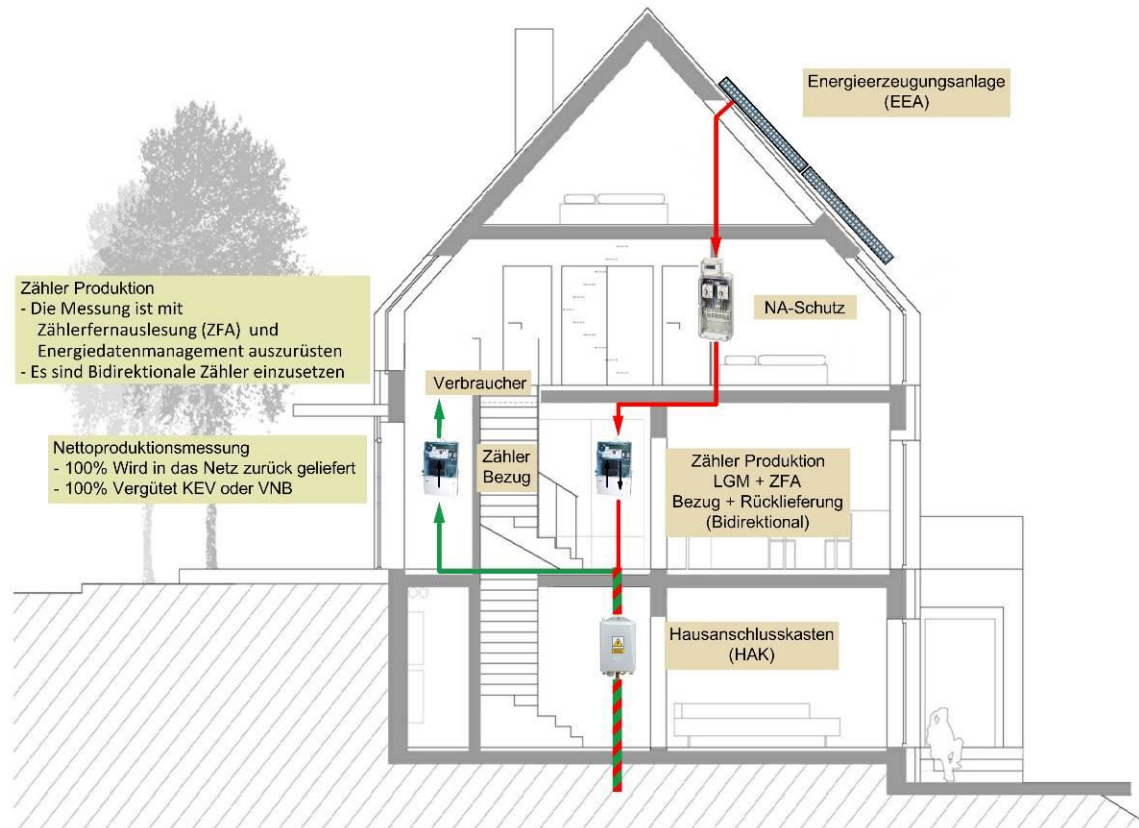 Energieerzeugungsanlage
(EEA)
NA-Schutz
Zähler Produktion
- Die Messung ist mit
Zählerfernauslesung (ZFA) und
Energiedatenmanagement auszurüsten
- Es sind Bidirektionale Zähler einzusetzen
Verbraucher
Nettoproduktionsmessung
- 100% Wird in das Netz zurück geliefert
- 100% Vergütet KEV oder VNB
Zähler
Bezug
Zähler Produktion
LGM + ZFA
Bezug + Rücklieferung
(Bidirektional)
Hausanschlusskasten
(HAK)